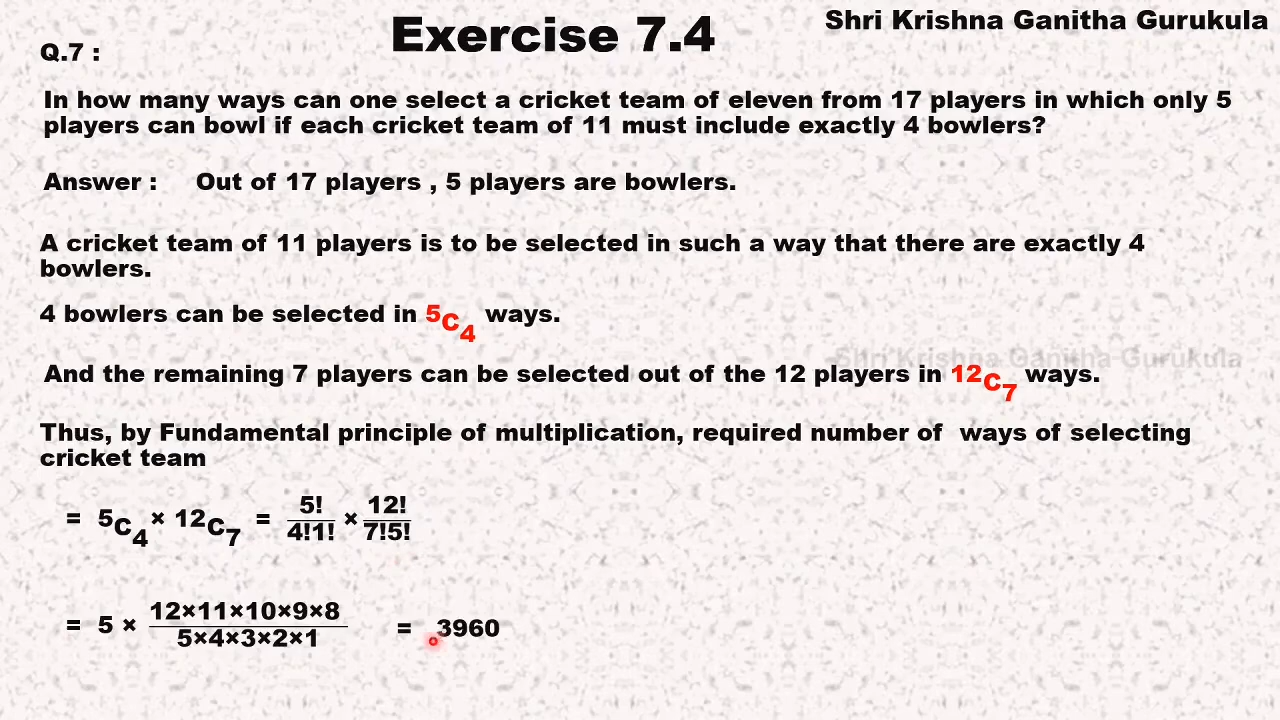 Exercise 7.4
Shri Krishna Ganitha Gurukula
Q.7 :
In how many ways can one select a cricket team of eleven from 17 players in which only 5
players can bowl if each cricket team of 11 must include exactly 4 bowlers?
Answer : Out of 17 players , 5 players are bowlers.
A cricket team of 11 players is to be selected in such a way that there are exactly 4
bowlers.
4 bowlers can be selected in 5C4 ways.
Shri Krishna Ganitha Gurukula
And the remaining 7 players can be selected out of the 12 players in 12C7 ways.
Thus, by Fundamental principle of multiplication, required number of ways of selecting
cricket team
= 5C4 × 12C7 = 5!/4!1! × 12!/7!5!
= 5 × 12×11×10×9×8/5×4×3×2×1 = 3960